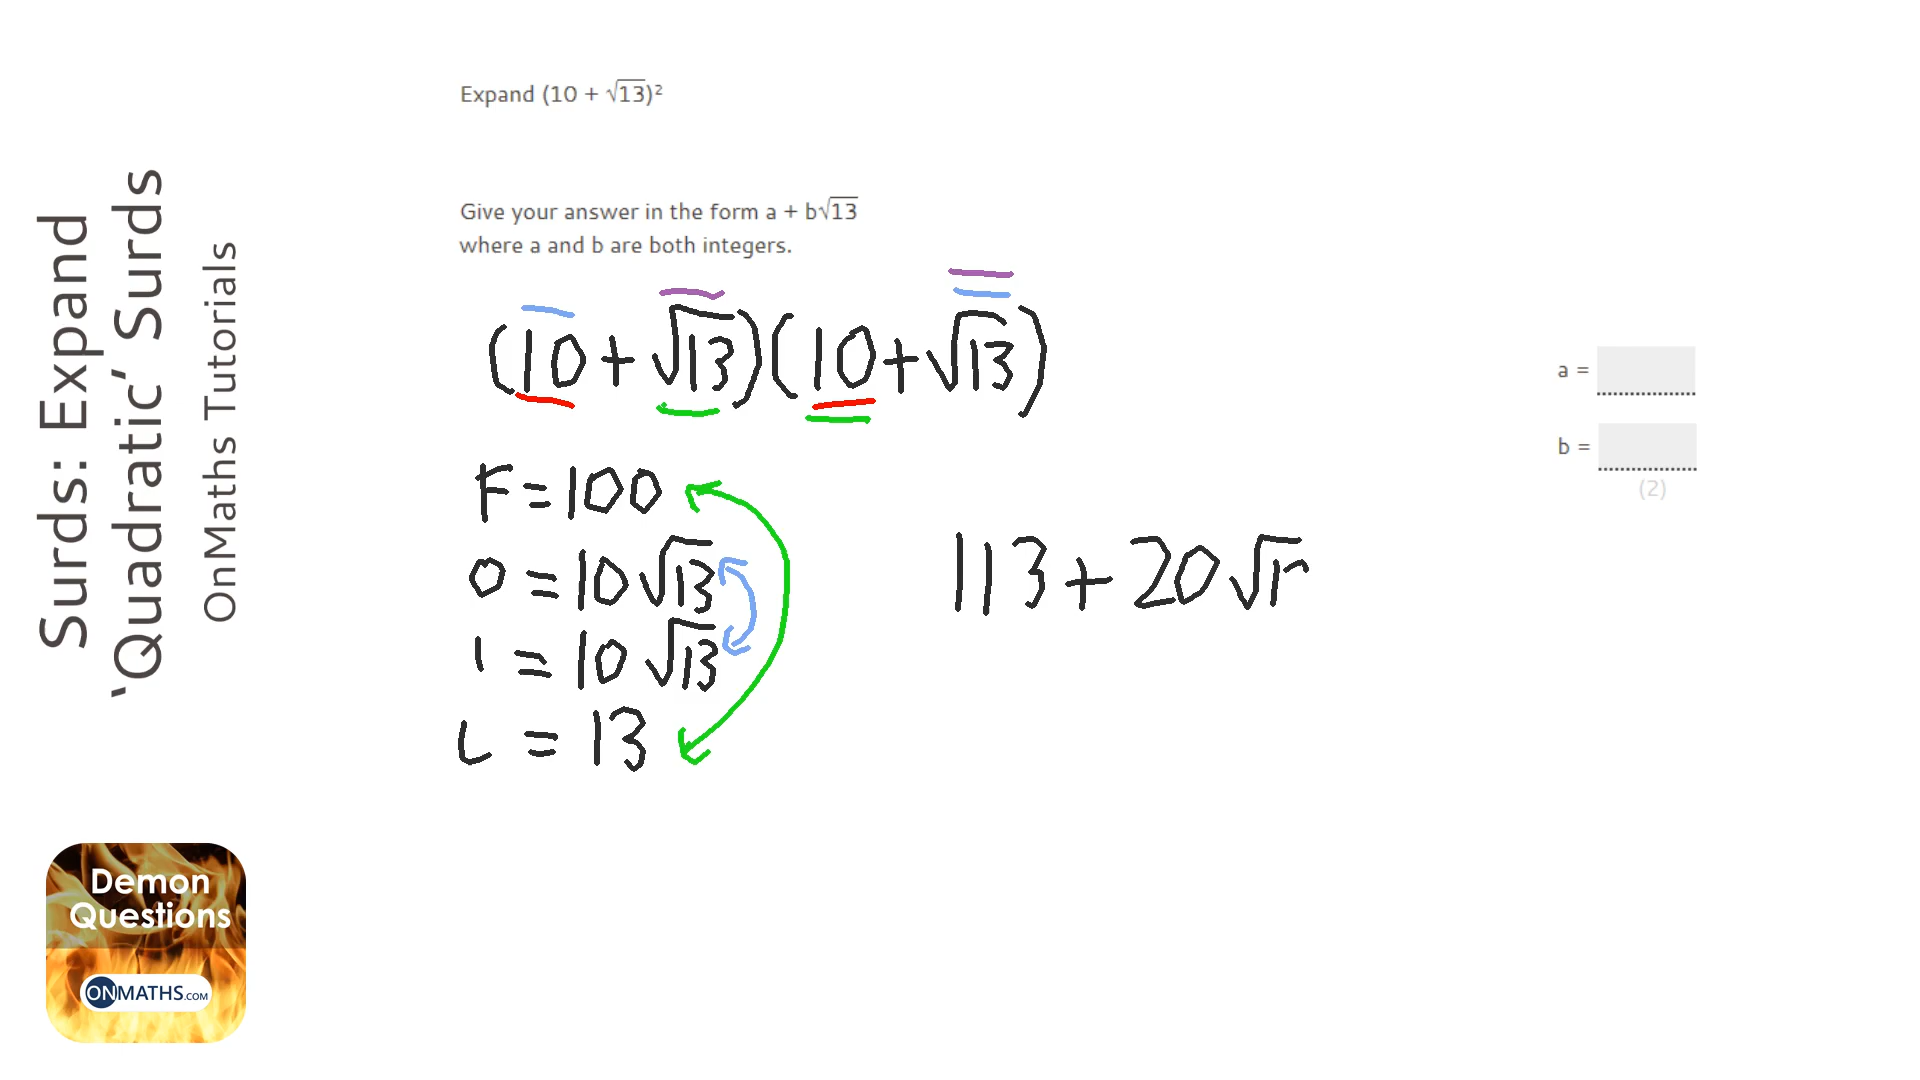 Surds: Expand
‘Quadratic’ Surds
OnMaths Tutorials
Expand (10 + √13)²
Give your answer in the form a + b√13
where a and b are both integers.
(10 + √13)(10 + √13)
F = 100
O = 10√13
I = 10√13
L = 13
113 + 20√1
a =
b =
(2)
Demon
Questions
ONMATHS.COM